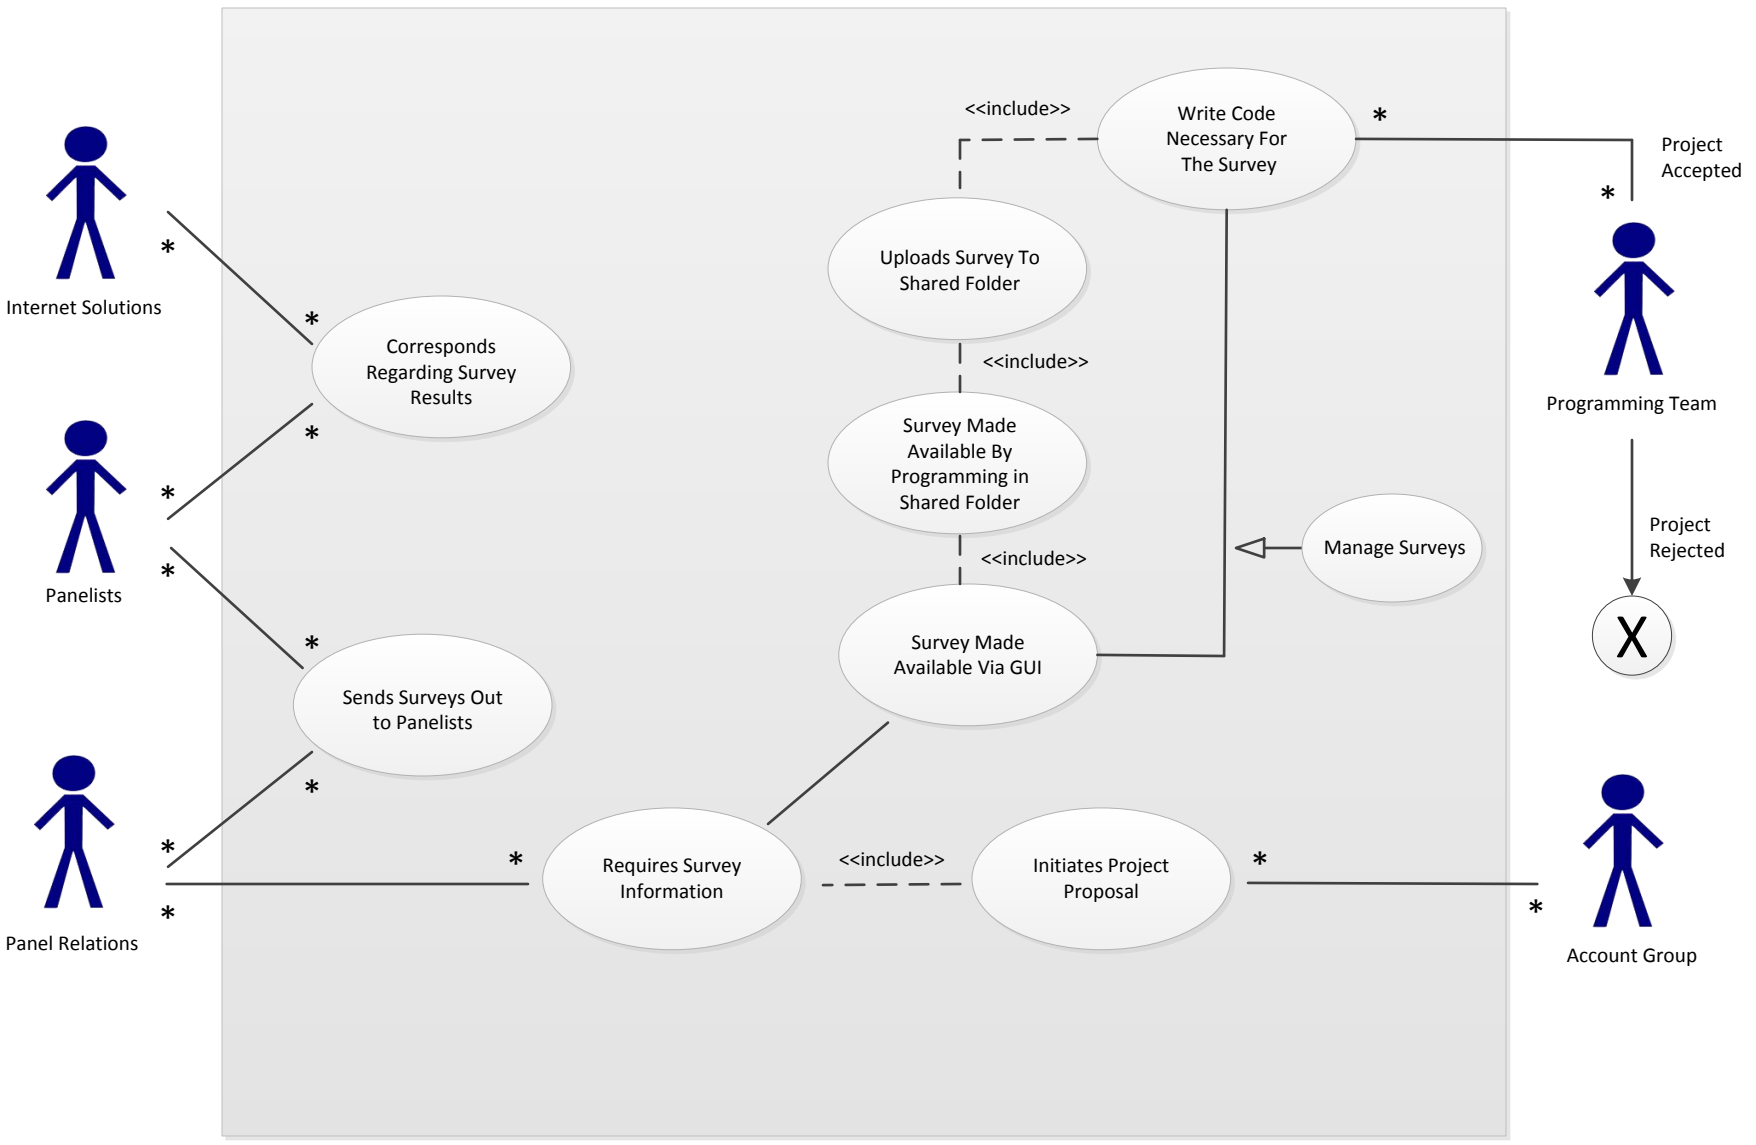 <<include>>
Write Code
Necessary For
The Survey
*
Project
Accepted
*
*
Internet Solutions
Uploads Survey To
Shared Folder
*
Corresponds
Regarding Survey
Results
*
<<include>>
Programming Team
*
Panelists
*
Survey Made
Available By
Programming in
Shared Folder
<<include>>
Manage Surveys
Project
Rejected
X
*
Sends Surveys Out
to Panelists
*
Survey Made
Available Via GUI
*
*
Panel Relations
*
Requires Survey
Information
<<include>>
Initiates Project
Proposal
*
*
Account Group